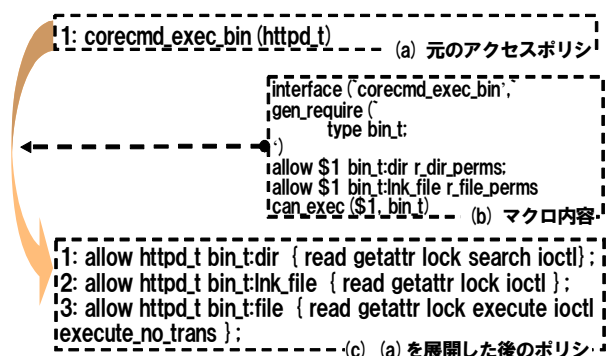 1: corecmd_exec_bin(httpd_t)
(a) 元のアクセスポリシ
interface(`corecmd_exec_bin',`
gen_require(`
type bin_t;
')
allow $1 bin_t:dir r_dir_perms;
allow $1 bin_t:lnk_file r_file_perms
can_exec($1, bin_t)
(b) マクロ内容
1: allow httpd_t bin_t:dir { read getattr lock search ioctl};
2: allow httpd_t bin_t:lnk_file { read getattr lock ioctl };
3: allow httpd_t bin_t:file { read getattr lock execute ioctl
execute_no_trans };
(c) (a)を展開した後のポリシ